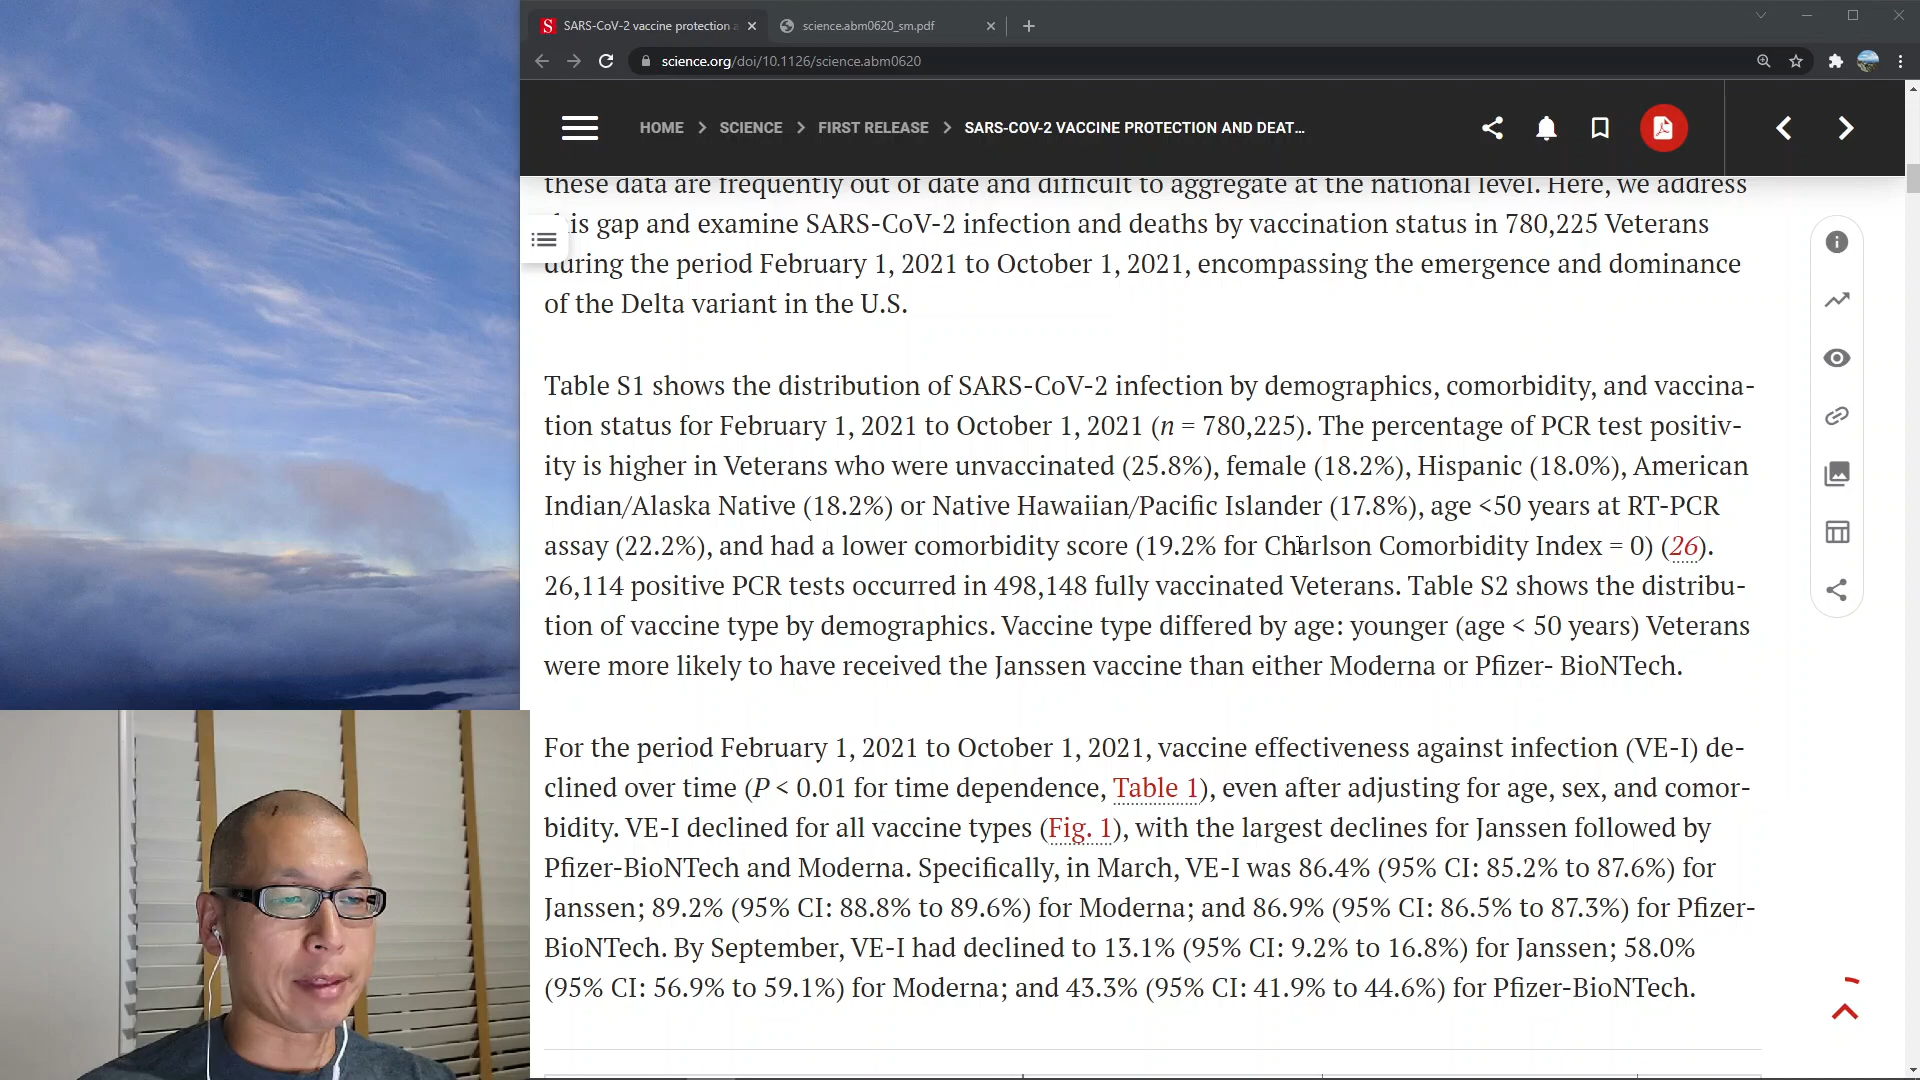 SARS-CoV-2 vaccine protection a
science.abm0620_sm.pdf
science.org/doi/10.1126/science.abm0620
HOME > SCIENCE > FIRST RELEASE > SARS-COV-2 VACCINE PROTECTION AND DEAT...
these data are frequently out of date and difficult to aggregate at the national level. Here, we address
is gap and examine SARS-CoV-2 infection and deaths by vaccination status in 780,225 Veterans
during the period February 1, 2021 to October 1, 2021, encompassing the emergence and dominance
of the Delta variant in the U.S.
Table S1 shows the distribution of SARS-CoV-2 infection by demographics, comorbidity, and vaccina-
tion status for February 1, 2021 to October 1, 2021 (n = 780,225). The percentage of PCR test positiv-
ity is higher in Veterans who were unvaccinated (25.8%), female (18.2%), Hispanic (18.0%), American
Indian/Alaska Native (18.2%) or Native Hawaiian/Pacific Islander (17.8%), age <50 years at RT-PCR
assay (22.2%), and had a lower comorbidity score (19.2% for Charlson Comorbidity Index = 0) (26).
26,114 positive PCR tests occurred in 498,148 fully vaccinated Veterans. Table S2 shows the distribu-
tion of vaccine type by demographics. Vaccine type differed by age: younger (age < 50 years) Veterans
were more likely to have received the Janssen vaccine than either Moderna or Pfizer- BioNTech.
For the period February 1, 2021 to October 1, 2021, vaccine effectiveness against infection (VE-I) de-
clined over time (P < 0.01 for time dependence, Table 1), even after adjusting for age, sex, and comor-
bidity. VE-I declined for all vaccine types (Fig. 1), with the largest declines for Janssen followed by
Pfizer-BioNTech and Moderna. Specifically, in March, VE-I was 86.4% (95% CI: 85.2% to 87.6%) for
Janssen; 89.2% (95% CI: 88.8% to 89.6%) for Moderna; and 86.9% (95% CI: 86.5% to 87.3%) for Pfizer-
BioNTech. By September, VE-I had declined to 13.1% (95% CI: 9.2% to 16.8%) for Janssen; 58.0%
(95% CI: 56.9% to 59.1%) for Moderna; and 43.3% (95% CI: 41.9% to 44.6%) for Pfizer-BioNTech.